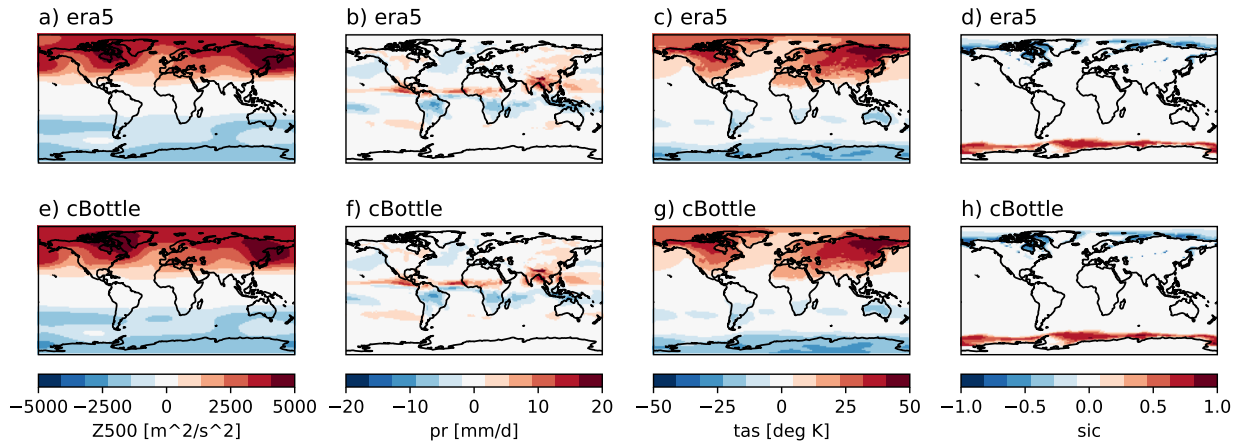 a) era5
b) era5
c) era5
d) era5
e) cBottle
f) cBottle
g) cBottle
h) cBottle
−5000 −2500 0 2500 5000
Z500 [m^2/s^2]
−20 −10 0 10 20
pr [mm/d]
−50 −25 0 25 50
tas [deg K]
−1.0 −0.5 0.0 0.5 1.0
sic